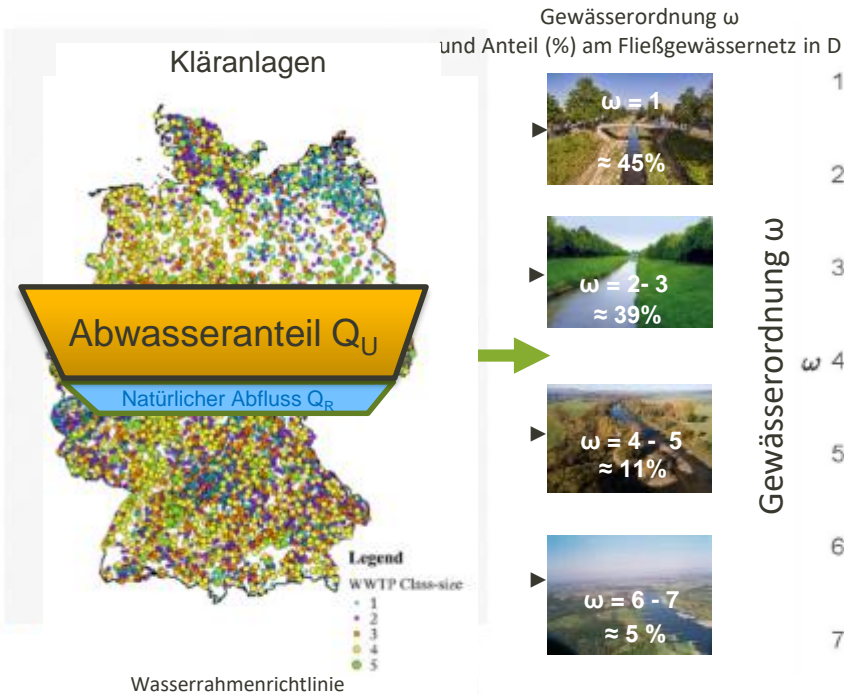 Gewässerordnung ω
und Anteil (%) am Fließgewässernetz in D
Kläranlagen
Abwasseranteil Q_U
Natürlicher Abfluss Q_R
Legend
WWTP Class-size
1
2
3
4
5
Wasserrahmenrichtlinie
ω = 1
≈ 45%
ω = 2- 3
≈ 39%
ω = 4 - 5
≈ 11%
ω = 6 - 7
≈ 5 %
Gewässerordnung ω
ω
1
2
3
4
5
6
7